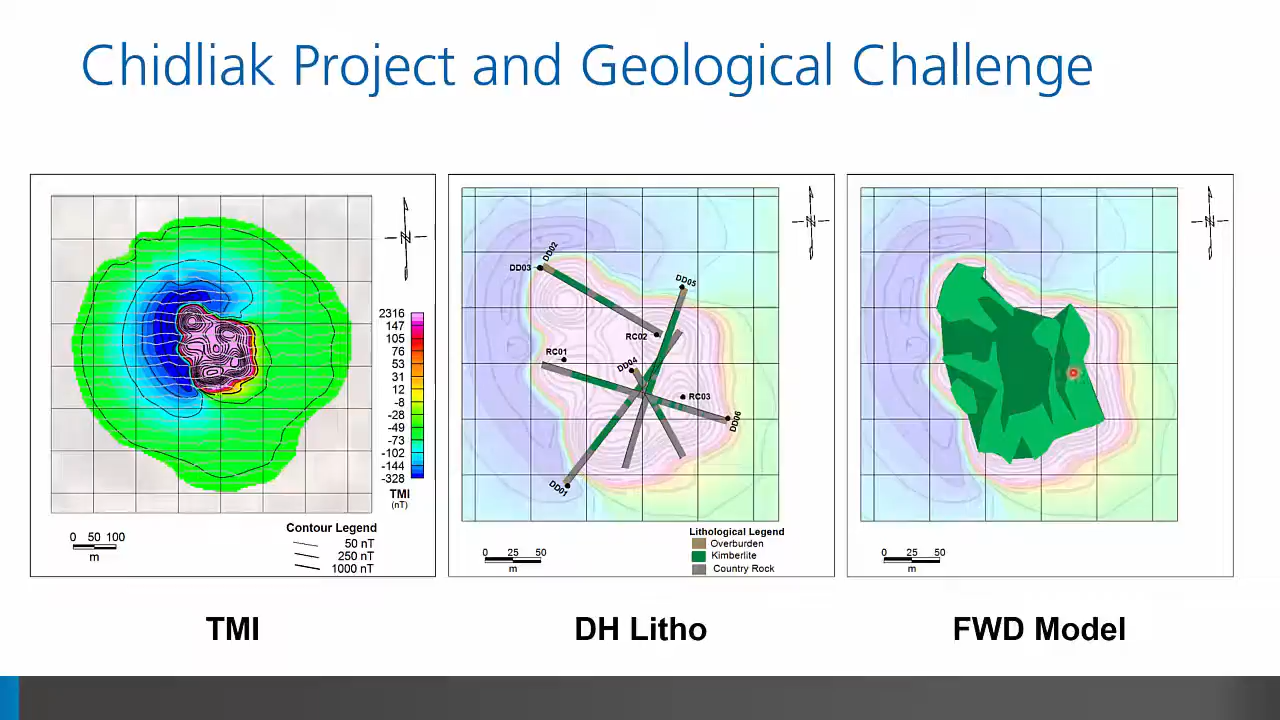 Chidliak Project and Geological Challenge
N
2316
147
105
76
53
31
12
-8
-28
-49
-73
-102
-144
-328
TMI
(nT)
0 50 100
m
Contour Legend
50 nT
250 nT
1000 nT
N
DD02
DD03
DD05
RC02
RC01
DD04
RC03
DD06
DD01
0 25 50
m
Lithological Legend
Overburden
Kimberlite
Country Rock
N
0 25 50
m
TMI
DH Litho
FWD Model